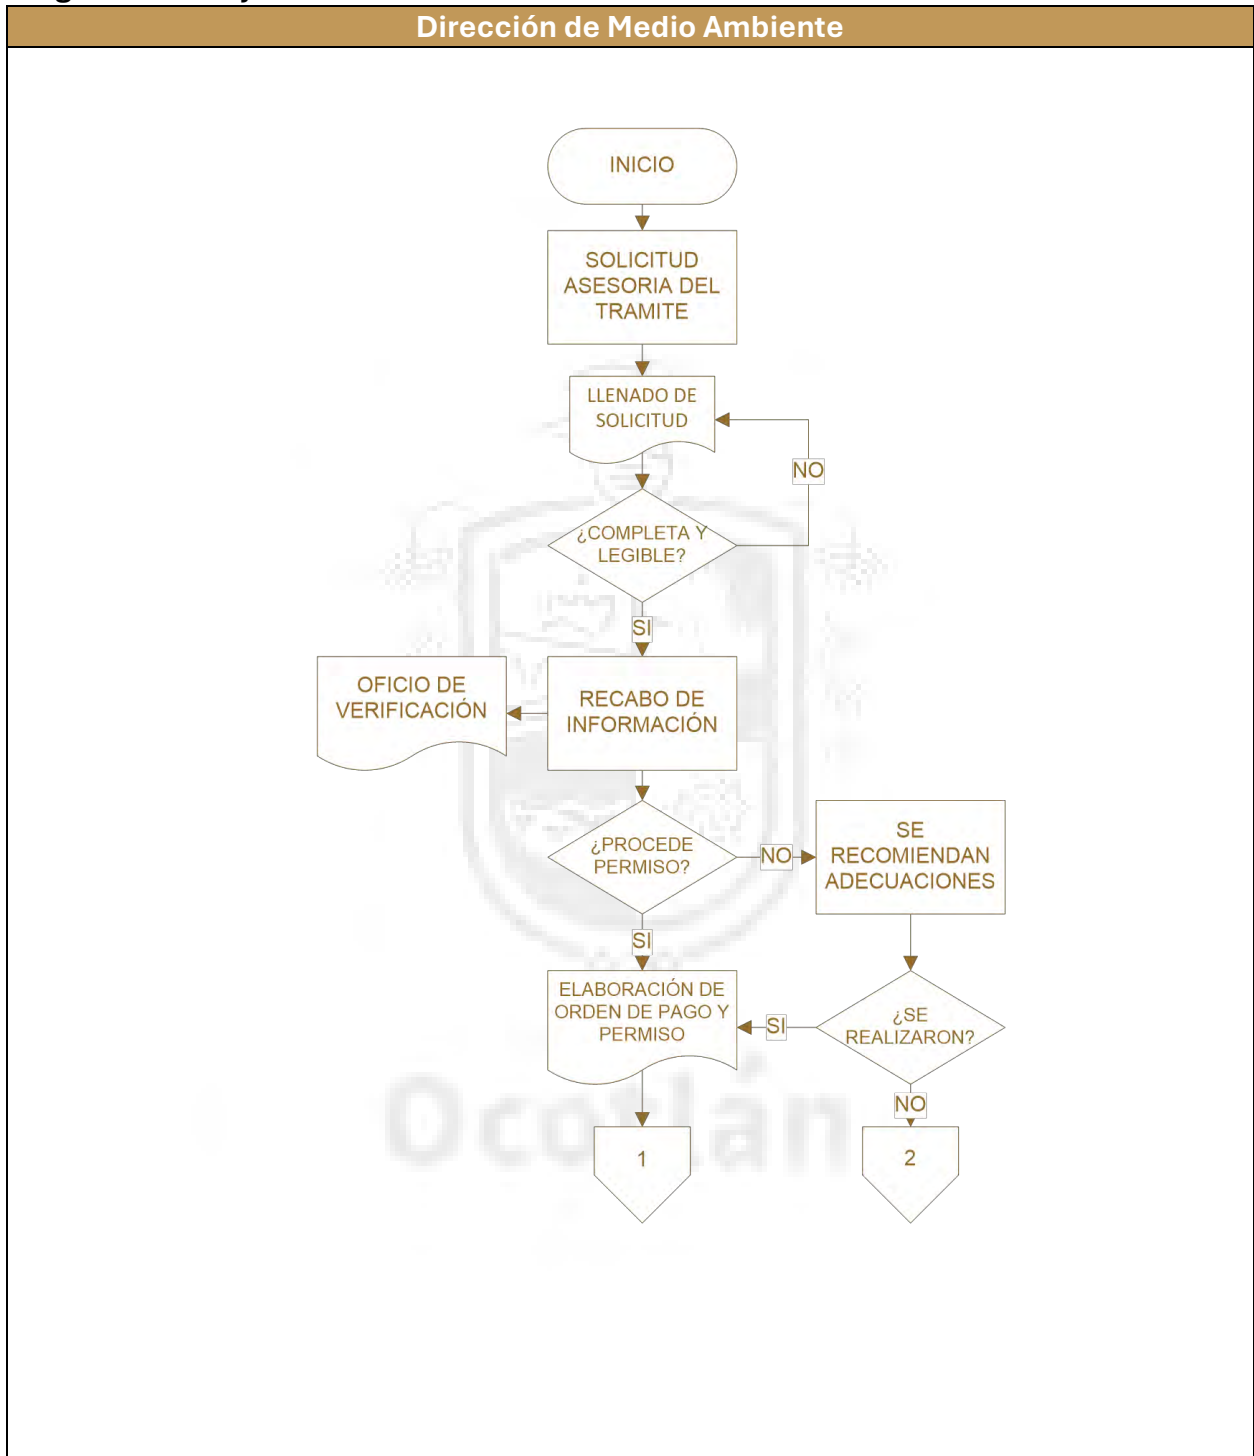 Dirección de Medio Ambiente
INICIO
SOLICITUD
ASESORIA DEL
TRAMITE
LLENADO DE
SOLICITUD
NO
¿COMPLETA Y
LEGIBLE?
SI
OFICIO DE
VERIFICACIÓN
RECABO DE
INFORMACIÓN
¿PROCEDE
PERMISO?
NO
SE
RECOMIENDAN
ADECUACIONES
SI
ELABORACIÓN DE
ORDEN DE PAGO Y
PERMISO
SI
¿SE
REALIZARON?
NO
1
2
Ocotlán